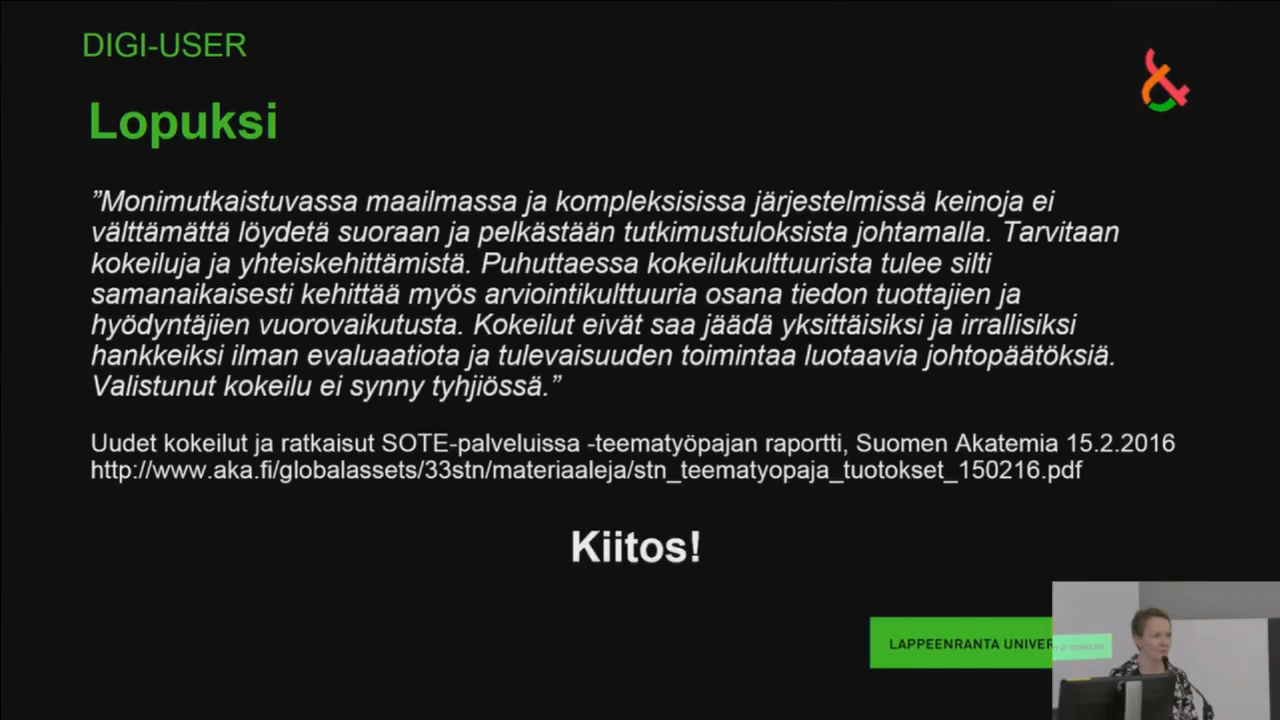 DIGI-USER
Lopuksi
”Monimutkaistuvassa maailmassa ja kompleksisissa järjestelmissä keinoja ei
välttämättä löydetä suoraan ja pelkästään tutkimustuloksista johtamalla. Tarvitaan
kokeiluja ja yhteiskehittämistä. Puhuttaessa kokeilukulttuurista tulee silti
samanaikaisesti kehittää myös arviointikulttuuria osana tiedon tuottajien ja
hyödyntäjien vuorovaikutusta. Kokeilut eivät saa jäädä yksittäisiksi ja irrallisiksi
hankkeiksi ilman evaluaatiota ja tulevaisuuden toimintaa luotaavia johtopäätöksiä.
Valistunut kokeilu ei synny tyhjiössä.”
Uudet kokeilut ja ratkaisut SOTE-palveluissa -teematyöpajan raportti, Suomen Akatemia 15.2.2016
http://www.aka.fi/globalassets/33stn/materiaaleja/stn_teematyopaja_tuotokset_150216.pdf
Kiitos!
LAPPEENRANTA UNIVER
OF TECHNOLOGY